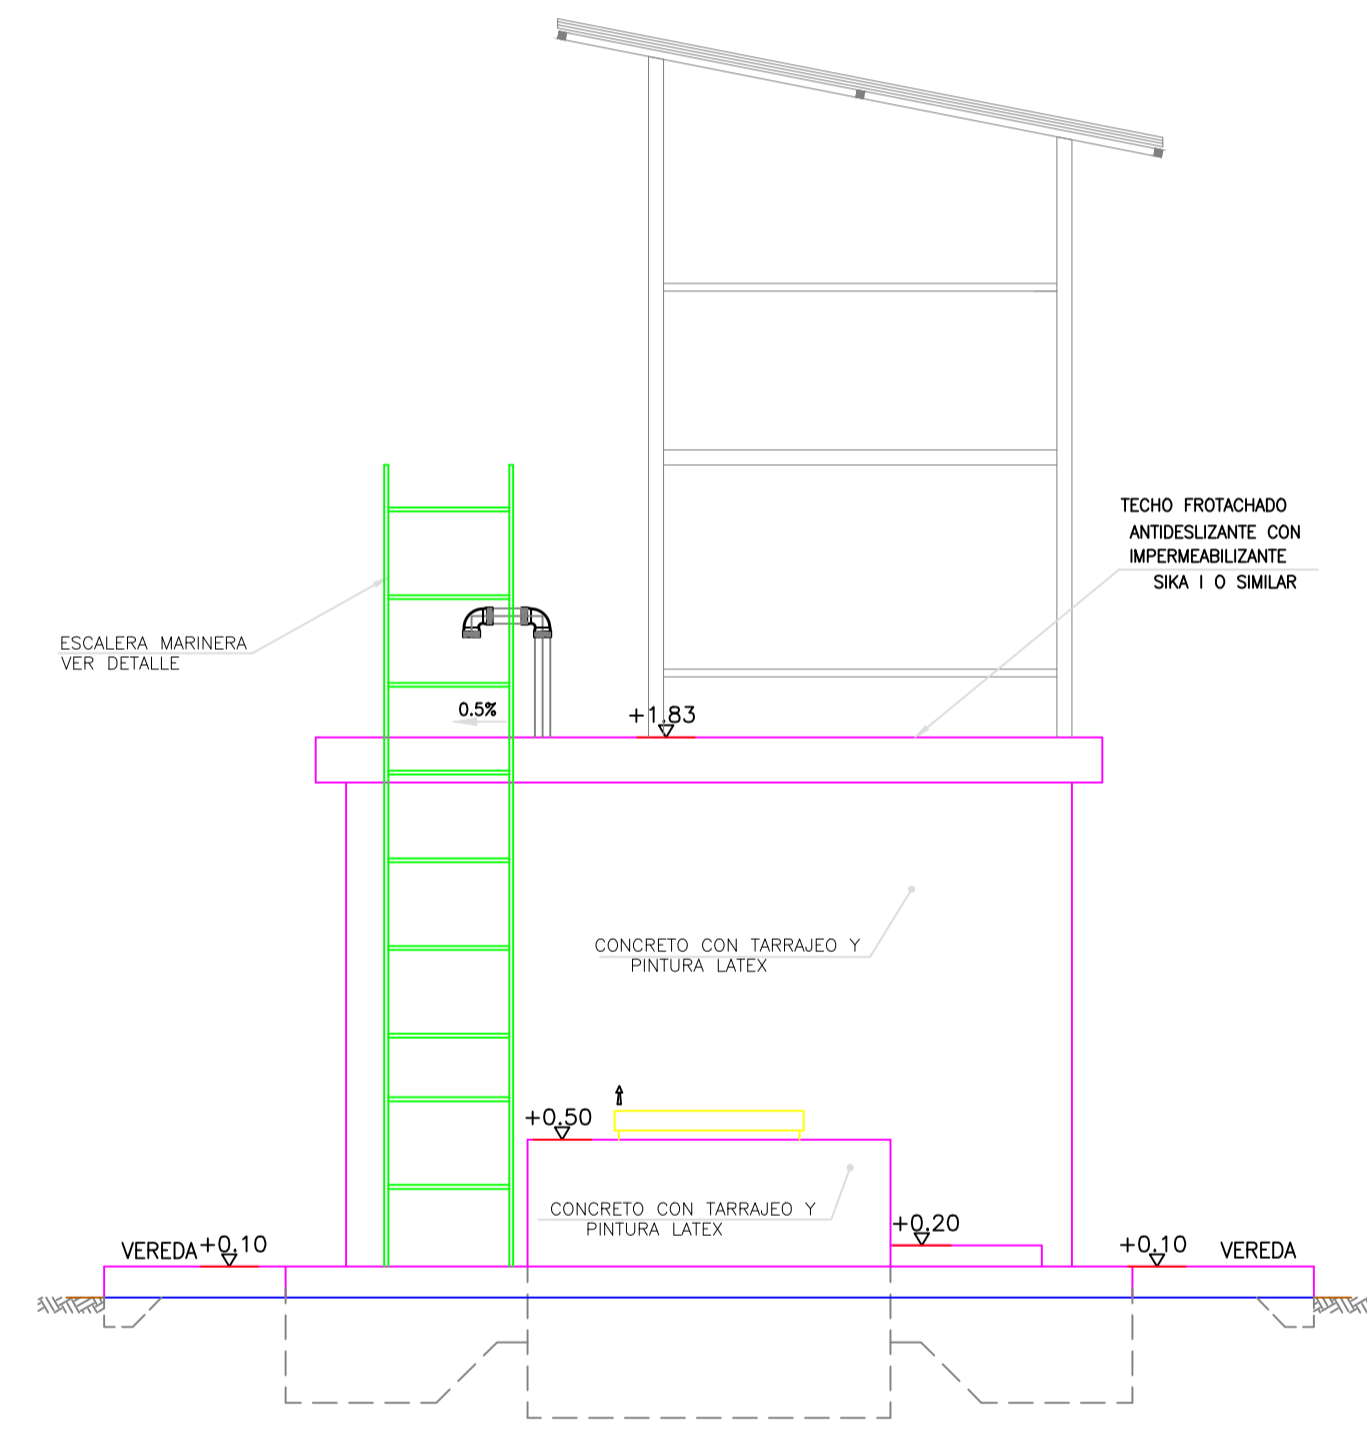 TECHO FROTACHADO
ANTIDESLIZANTE CON
IMPERMEABILIZANTE
SIKA 1 O SIMILAR
ESCALERA MARINERA
VER DETALLE
0.5%
+1.83
CONCRETO CON TARRAJEO Y
PINTURA LATEX
+0.50
CONCRETO CON TARRAJEO Y
PINTURA LATEX
+0.20
VEREDA
+0.10
+0.10
VEREDA